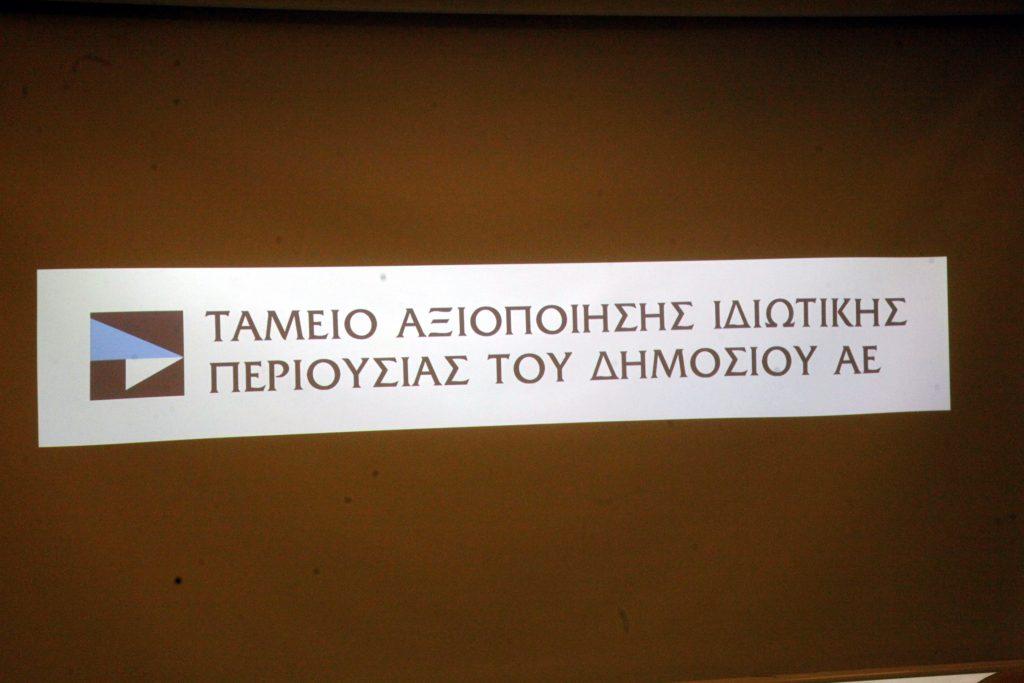 ΤΑΜΕΙΟ ΑΞΙΟΠΟΙΗΣΗΣ ΙΔΙΩΤΙΚΗΣ
ΠΕΡΙΟΥΣΙΑΣ ΤΟΥ ΔΗΜΟΣΙΟΥ ΑΕ